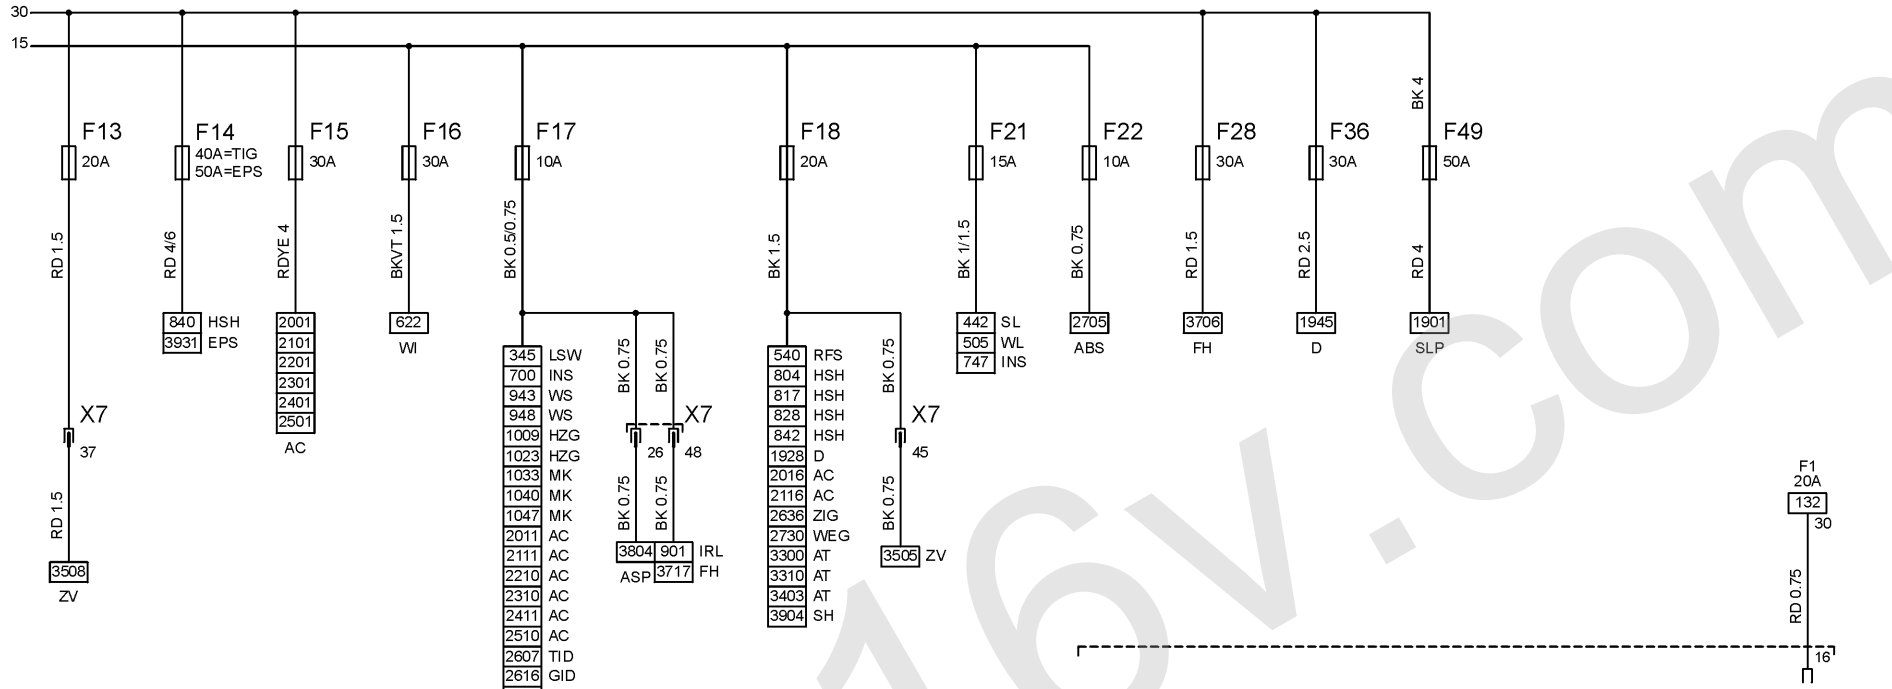 30
15
F13
20A
RD 1.5
X7
37
RD 1.5
3508
ZV
F14
40A=TIG
50A=EPS
RD 4/6
840 HSH
3931 EPS
F15
30A
RDYE 4
2001
2101
2201
2301
2401
2501
AC
F16
30A
BKVT 1.5
622
WI
F17
10A
BK 0.5/0.75
345 LSW
700 INS
943 WS
948 WS
1009 HZG
1023 HZG
1033 MK
1040 MK
1047 MK
2011 AC
2111 AC
2210 AC
2310 AC
2411 AC
2510 AC
2607 TID
2616 GID
BK 0.75
BK 0.75
X7
26
48
BK 0.75
BK 0.75
3804 901 IRL
ASP 3717 FH
F18
20A
BK 1.5
540 RFS
804 HSH
817 HSH
828 HSH
842 HSH
1928 D
2016 AC
2116 AC
2636 ZIG
2730 WEG
3300 AT
3310 AT
3403 AT
3904 SH
BK 0.75
X7
45
BK 0.75
3505 ZV
F21
15A
BK 1/1.5
442 SL
505 WL
747 INS
F22
10A
BK 0.75
2705
ABS
F28
30A
RD 1.5
3706
FH
F36
30A
RD 2.5
1945
D
BK 4
F49
50A
RD 4
1901
SLP
F1
20A
132
30
RD 0.75
16
16v.com